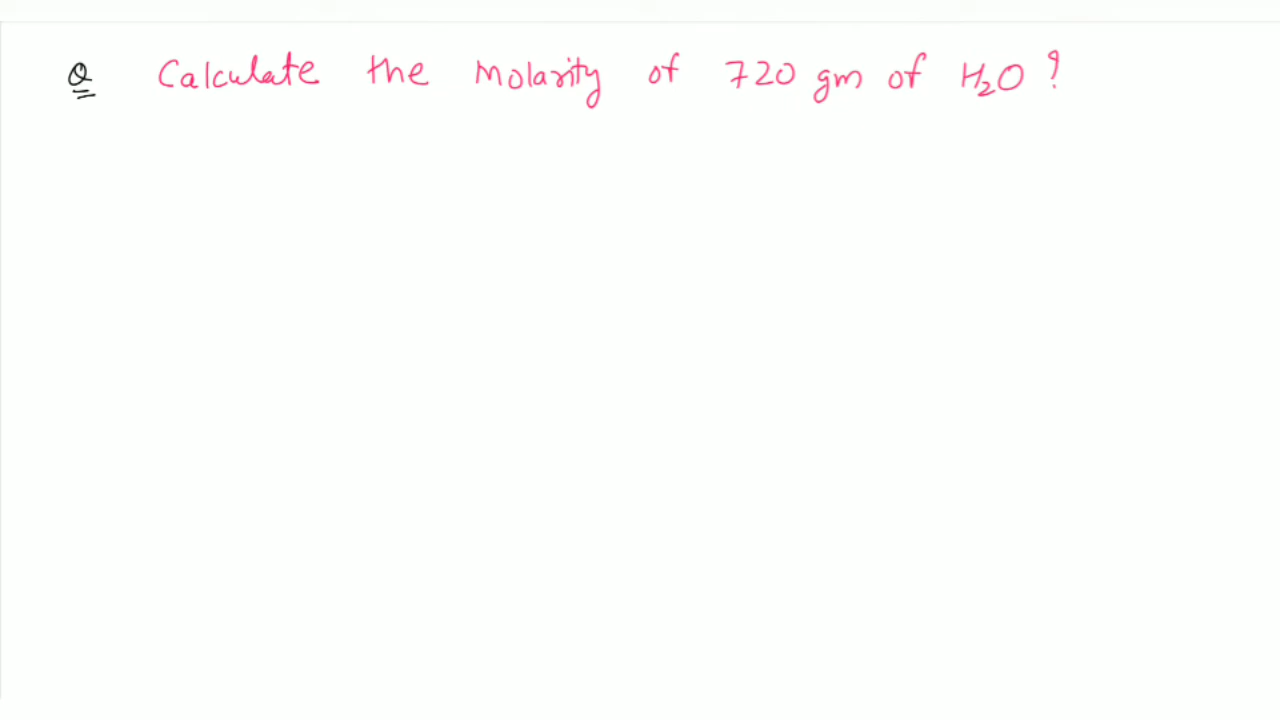 Q Calculate the Molarity of 720 gm of H₂O ?